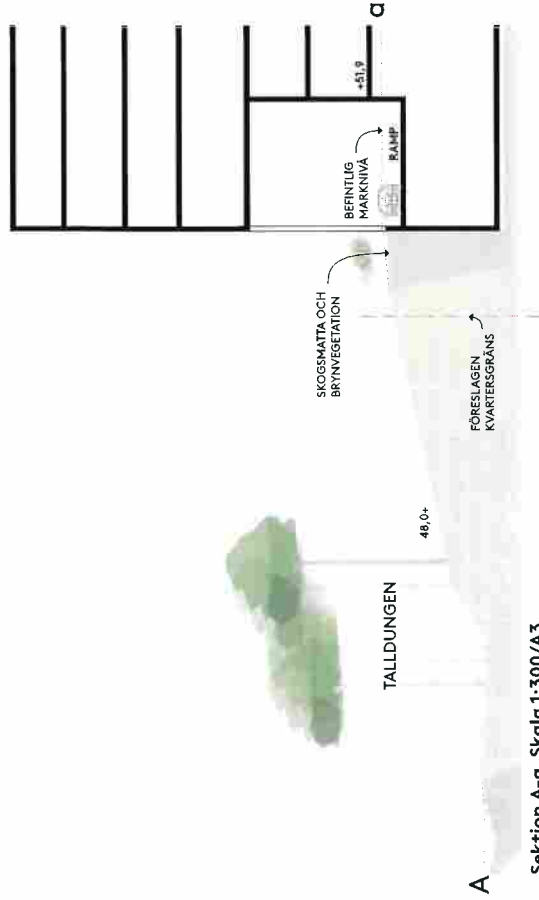 a
+51,9
BEFINTLIG
MARKNIVÅ
RAMP
SKOGSMATTA OCH
BRYNVEGETATION
FÖRESLAGEN
KVARTERSGRÄNS
48,0+
TALLDUNGEN
A
Sektion A-a, Skala 1:300/A3